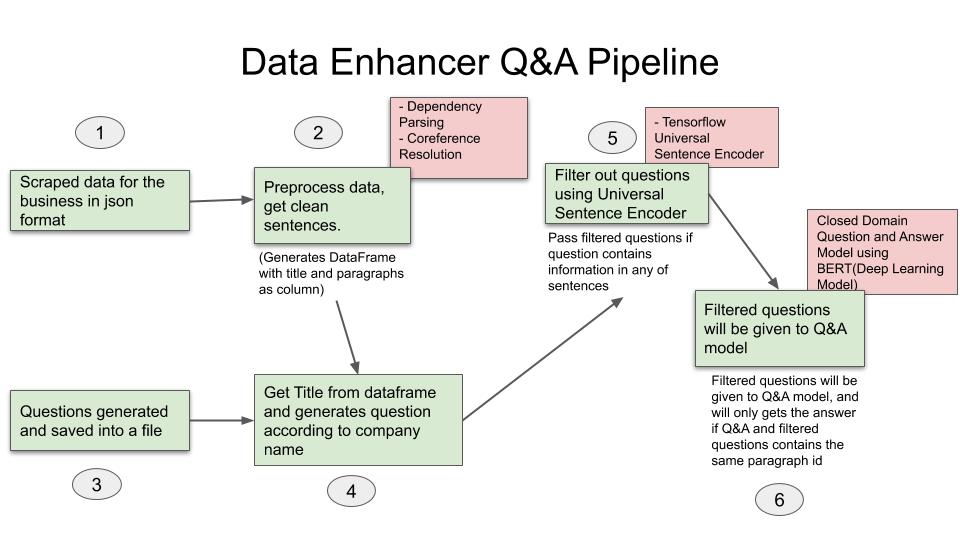 Data Enhancer Q&A Pipeline
1
Scraped data for the
business in json
format
2
- Dependency
Parsing
- Coreference
Resolution
Preprocess data,
get clean
sentences.
(Generates DataFrame
with title and paragraphs
as column)
Questions generated
and saved into a file
3
Get Title from dataframe
and generates question
according to company
name
4
5
- Tensorflow
Universal
Sentence Encoder
Filter out questions
using Universal
Sentence Encoder
Pass filtered questions if
question contains
information in any of
sentences
Closed Domain
Question and Answer
Model using
BERT(Deep Learning
Model)
Filtered questions
will be given to Q&A
model
Filtered questions will be
given to Q&A model, and
will only gets the answer
if Q&A and filtered
questions contains the
same paragraph id
6